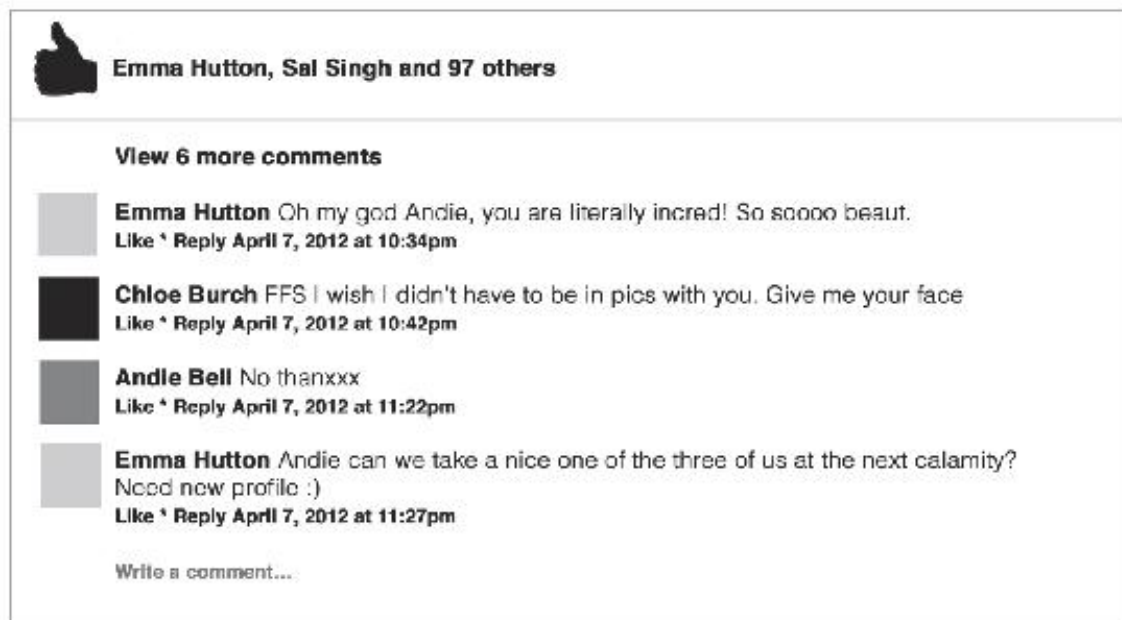 Emma Hutton, Sal Singh and 97 others
View 6 more comments
Emma Hutton Oh my god Andie, you are literally incred! So soooo beaut.
Like * Reply April 7, 2012 at 10:34pm
Chloe Burch FFS I wish I didn't have to be in pics with you. Give me your face
Like * Reply April 7, 2012 at 10:42pm
Andie Bell No thanxxx
Like * Reply April 7, 2012 at 11:22pm
Emma Hutton Andie can we take a nice one of the three of us at the next calamity?
Need new profile :)
Like * Reply April 7, 2012 at 11:27pm
Write a comment...